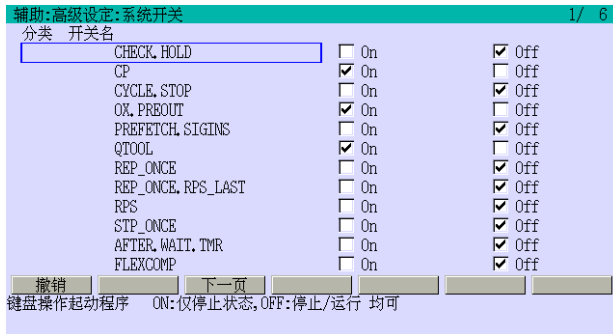 辅助:高级设定:系统开关 1/ 6
分类 开关名
CHECK.HOLD On Off
CP On Off
CYCLE.STOP On Off
OX.PREOUT On Off
PREFETCH.SIGINS On Off
QTOOL On Off
REP_ONCE On Off
REP_ONCE.RPS_LAST On Off
RPS On Off
STP_ONCE On Off
AFTER.WAIT.TMR On Off
FLEXCOMP On Off
撤销 下一页
键盘操作起动程序 ON:仅停止状态,OFF:停止/运行 均可